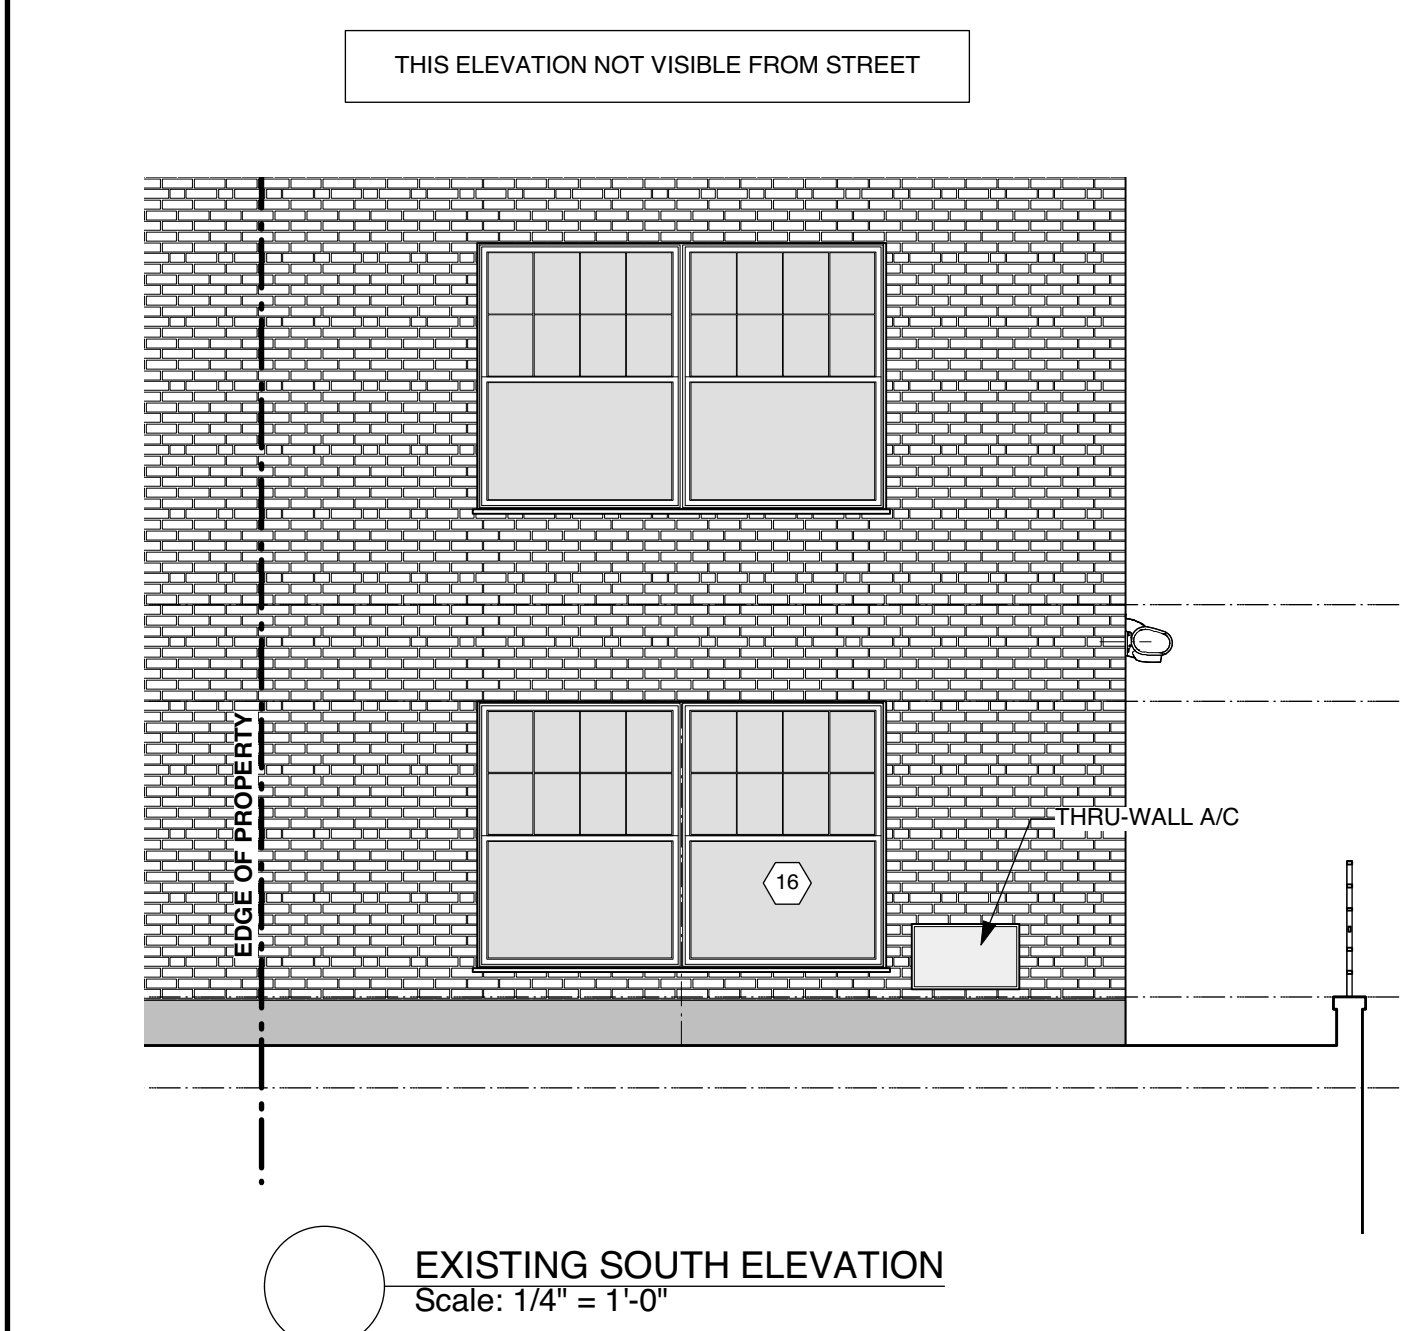 THIS ELEVATION NOT VISIBLE FROM STREET
EDGE OF PROPERTY
THRU-WALL A/C
16
EXISTING SOUTH ELEVATION
Scale: 1/4" = 1'-0"